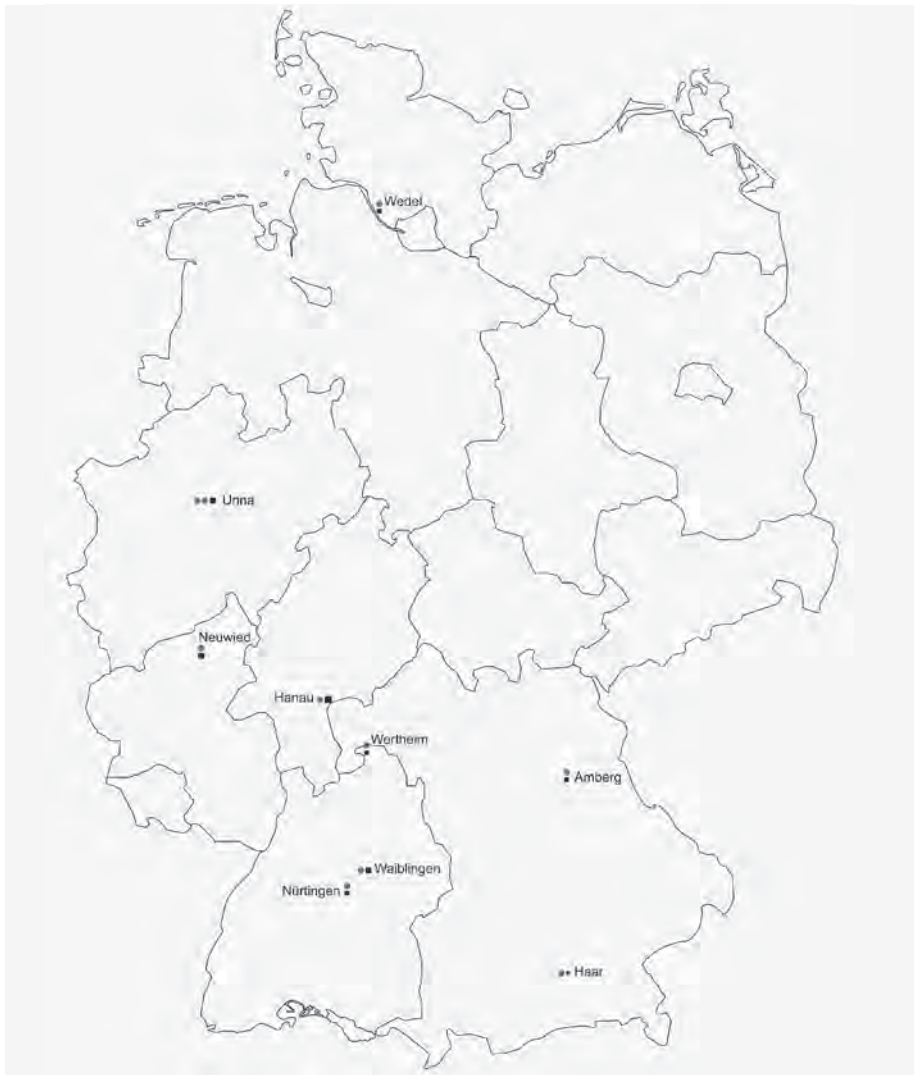 Wedel
Unna
Neuwied
Hanau
Wertheim
Amberg
Waiblingen
Nürtingen
Haar